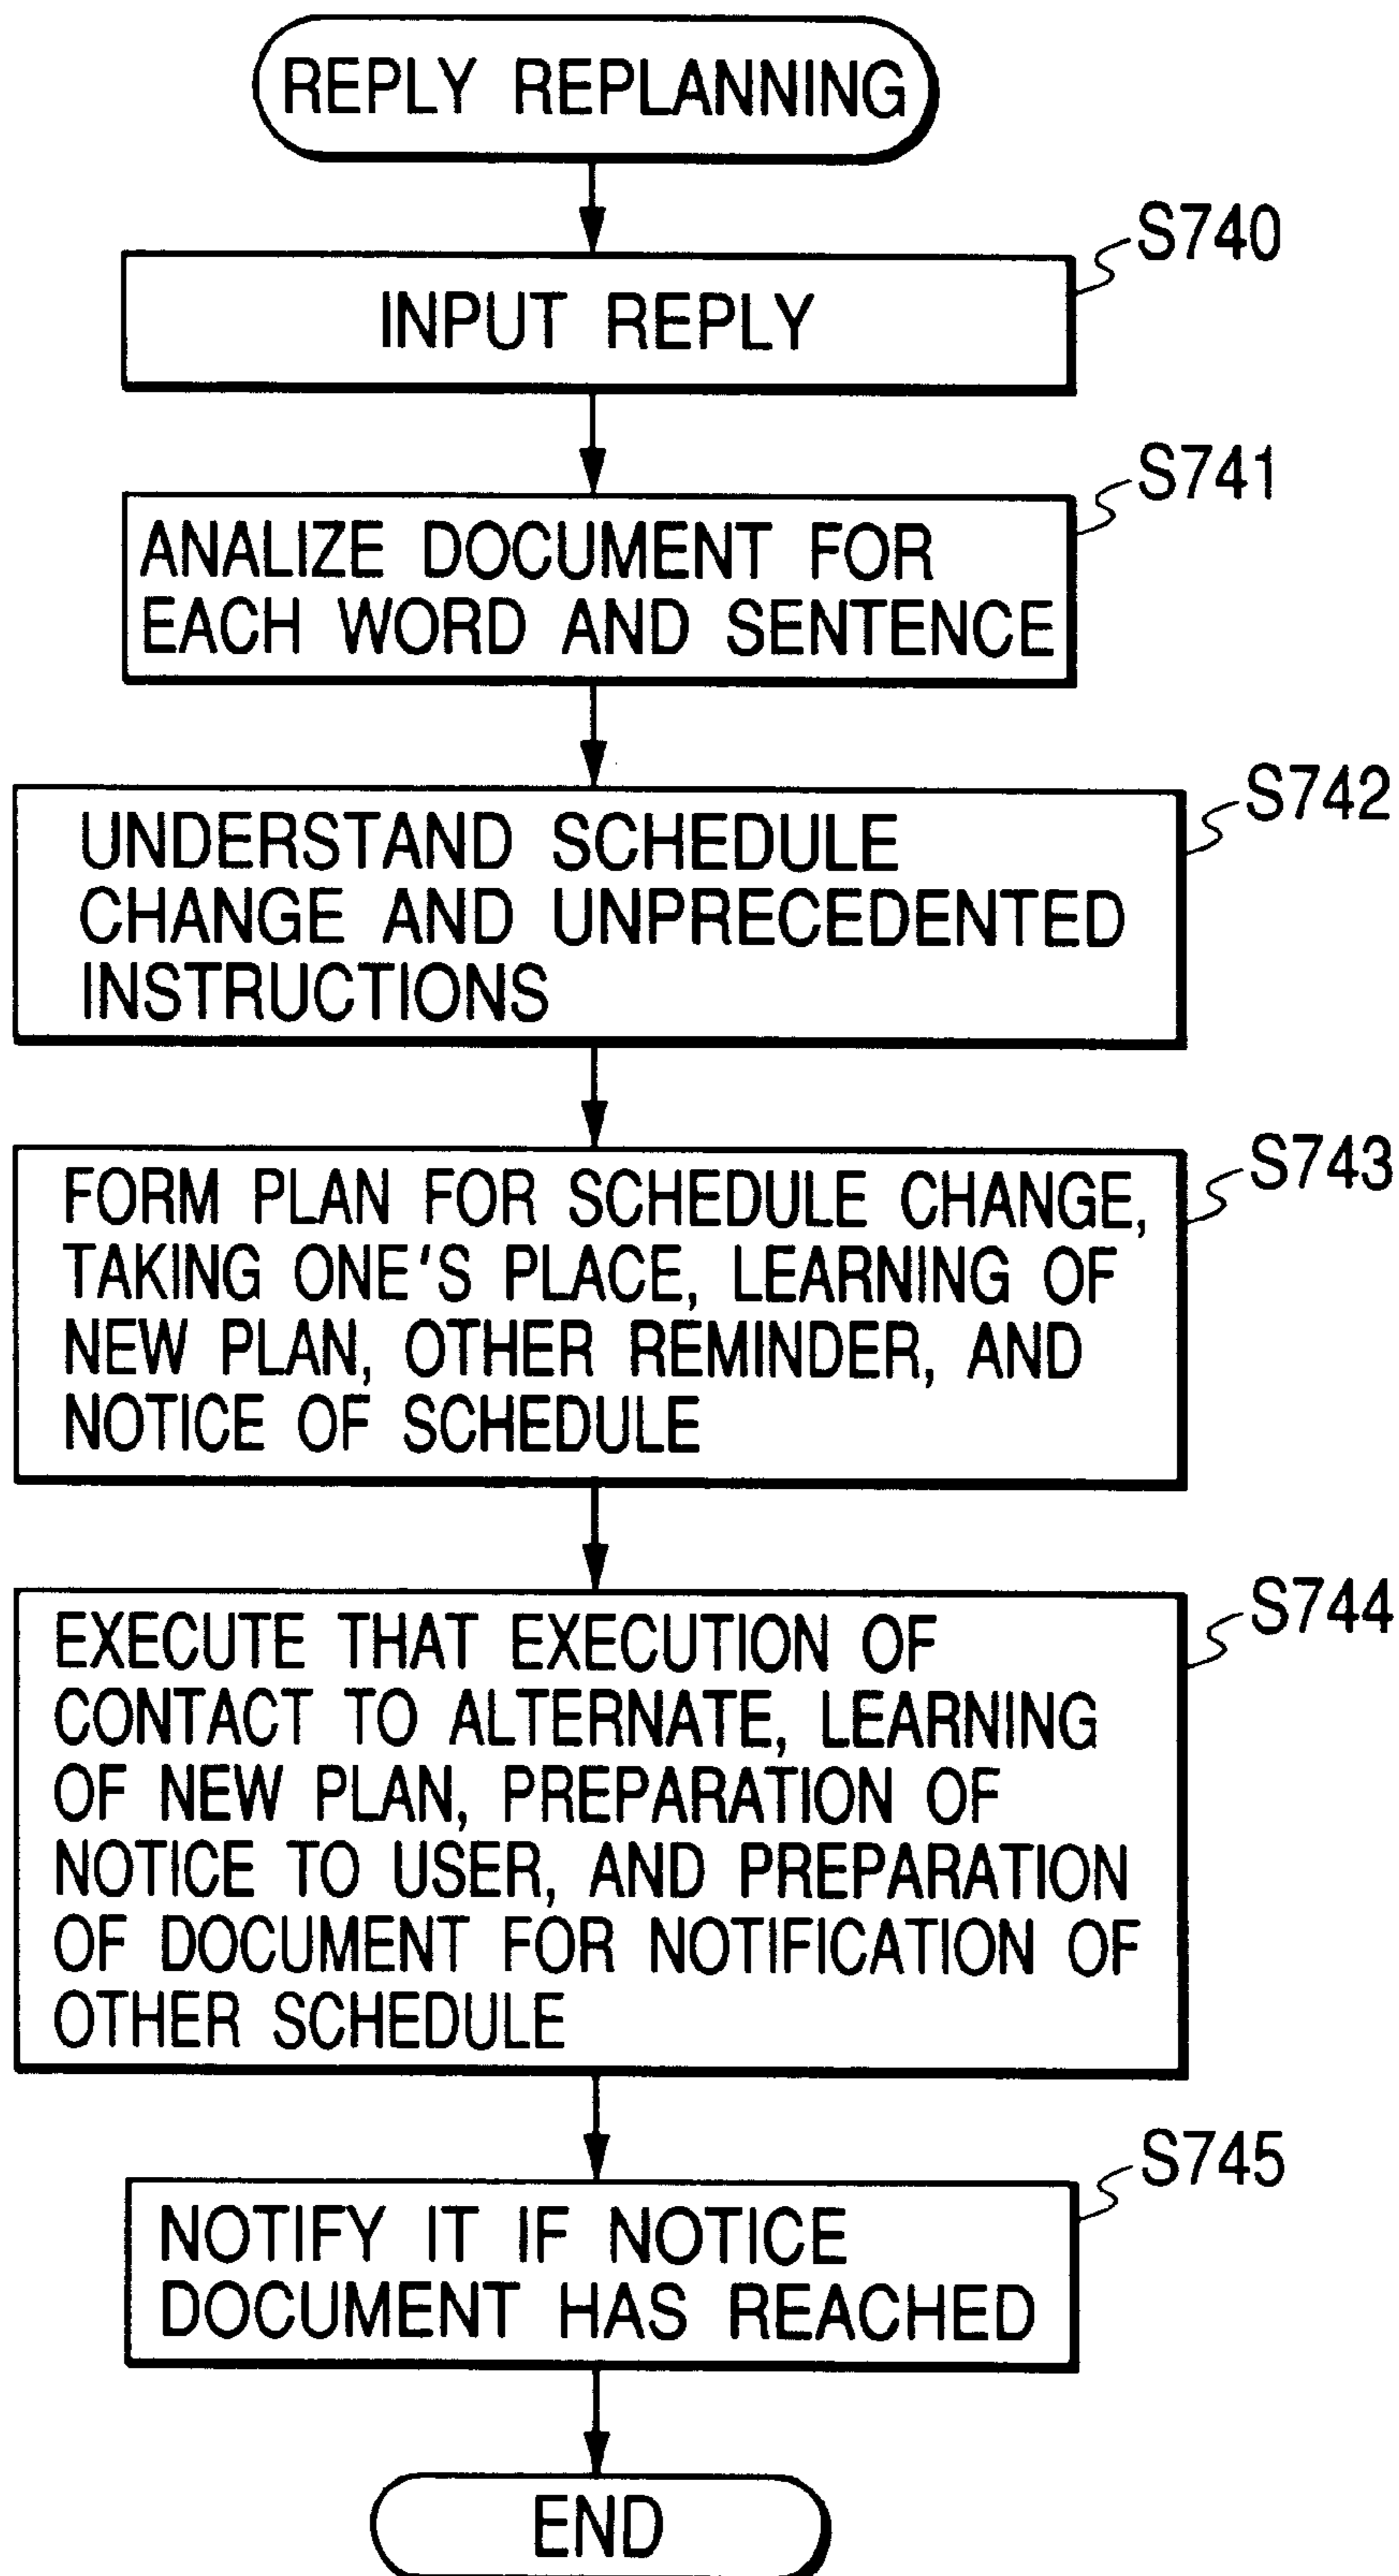 REPLY REPLANNING
S740
INPUT REPLY
S741
ANALIZE DOCUMENT FOR
EACH WORD AND SENTENCE
S742
UNDERSTAND SCHEDULE
CHANGE AND UNPRECEDENTED
INSTRUCTIONS
S743
FORM PLAN FOR SCHEDULE CHANGE,
TAKING ONE'S PLACE, LEARNING OF
NEW PLAN, OTHER REMINDER, AND
NOTICE OF SCHEDULE
S744
EXECUTE THAT EXECUTION OF
CONTACT TO ALTERNATE, LEARNING
OF NEW PLAN, PREPARATION OF
NOTICE TO USER, AND PREPARATION
OF DOCUMENT FOR NOTIFICATION OF
OTHER SCHEDULE
S745
NOTIFY IT IF NOTICE
DOCUMENT HAS REACHED
END